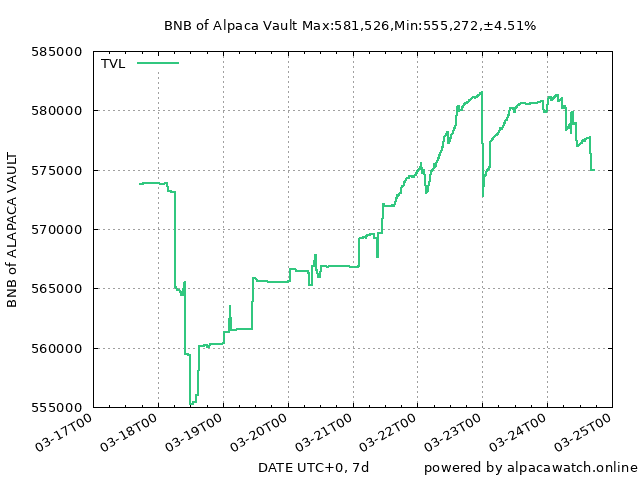 BNB of Alpaca Vault Max:581,526,Min:555,272,±4.51%
TVL
585000
580000
575000
570000
565000
560000
555000
BNB of ALAPACA VAULT
03-17T00
03-18T00
03-19T00
03-20T00
03-21T00
03-22T00
03-23T00
03-24T00
03-25T00
DATE UTC+0, 7d
powered by alpacawatch.online